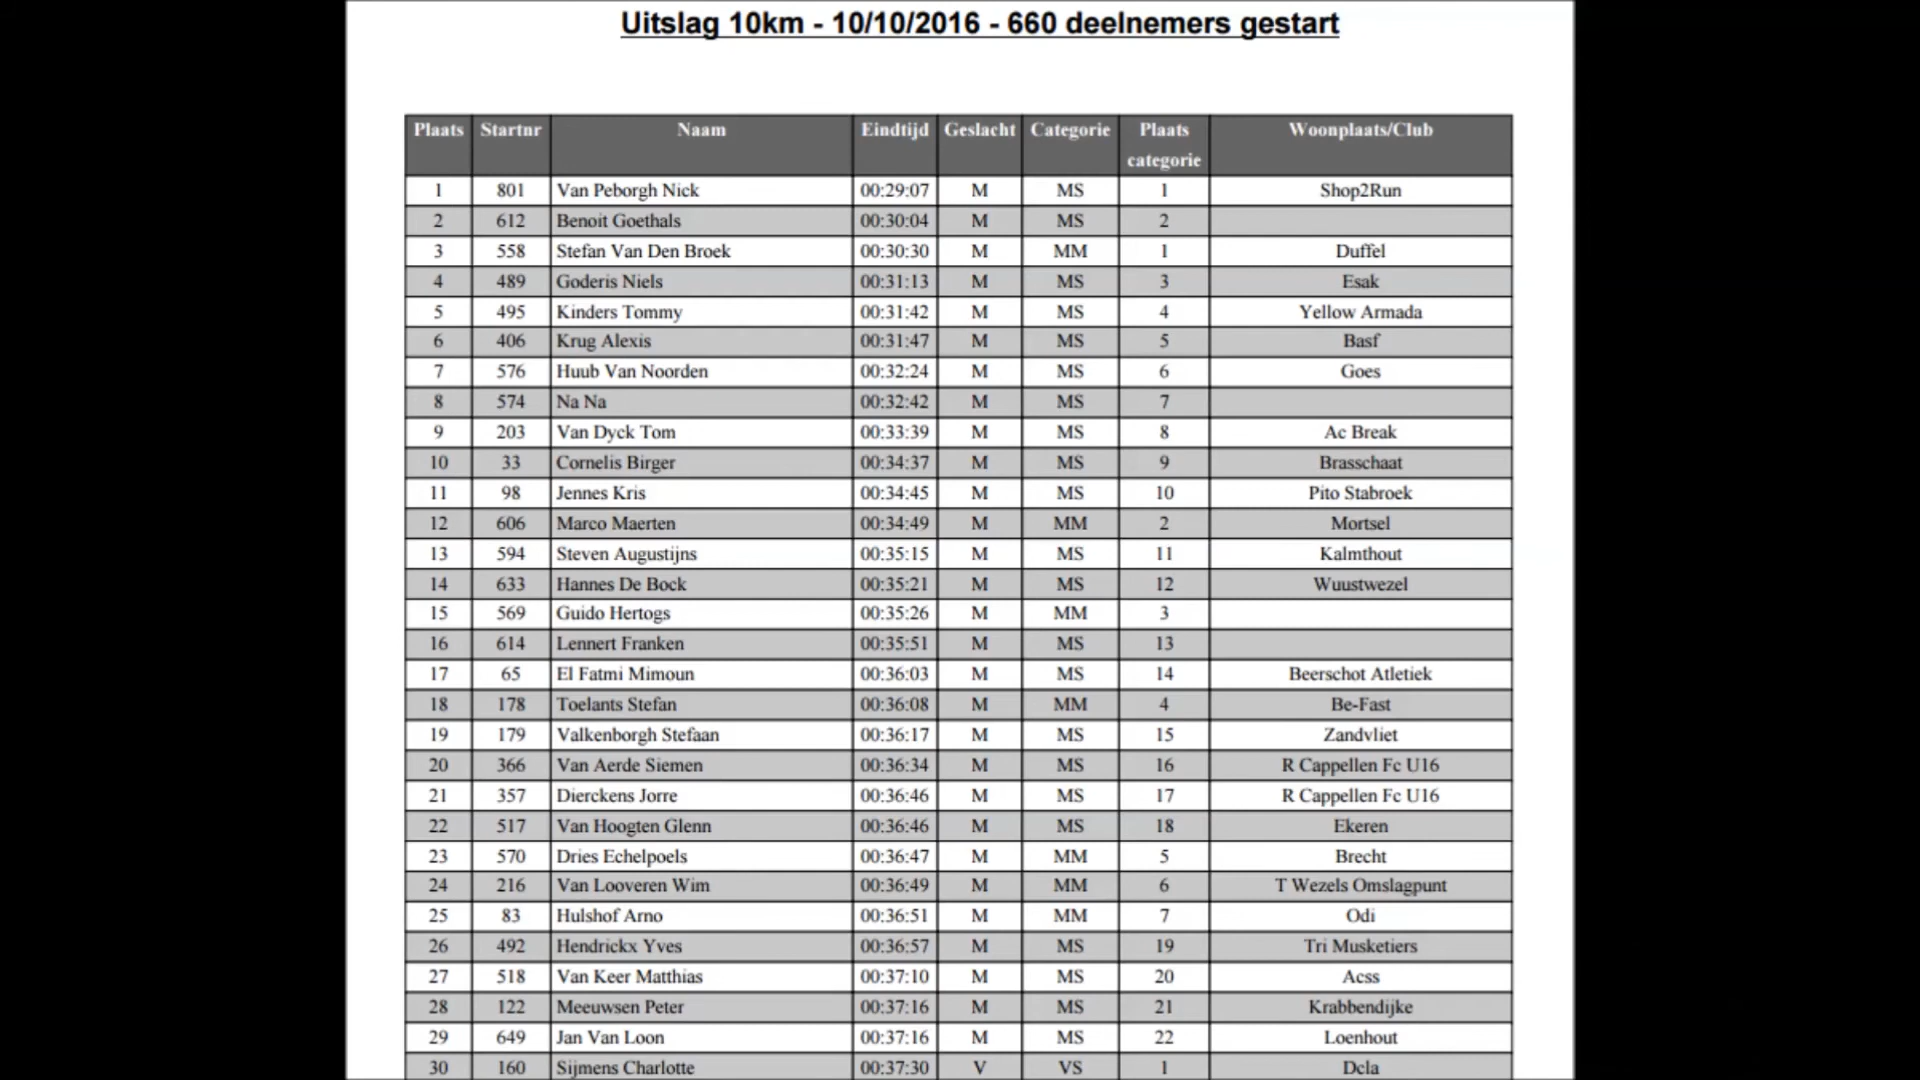 Uitslag 10km - 10/10/2016 - 660 deelnemers gestart
Plaats Startnr Naam Eindtijd Geslacht Categorie Plaats categorie Woonplaats/Club
1 801 Van Peborgh Nick 00:29:07 M MS 1 Shop2Run
2 612 Benoit Goethals 00:30:04 M MS 2
3 558 Stefan Van Den Broek 00:30:30 M MM 1 Duffel
4 489 Goderis Niels 00:31:13 M MS 3 Esak
5 495 Kinders Tommy 00:31:42 M MS 4 Yellow Armada
6 406 Krug Alexis 00:31:47 M MS 5 Basf
7 576 Huub Van Noorden 00:32:24 M MS 6 Goes
8 574 Na Na 00:32:42 M MS 7
9 203 Van Dyck Tom 00:33:39 M MS 8 Ac Break
10 33 Cornelis Birger 00:34:37 M MS 9 Brasschaat
11 98 Jennes Kris 00:34:45 M MS 10 Pito Stabroek
12 606 Marco Maerten 00:34:49 M MM 2 Mortsel
13 594 Steven Augustijns 00:35:15 M MS 11 Kalmthout
14 633 Hannes De Bock 00:35:21 M MS 12 Wuustwezel
15 569 Guido Hertogs 00:35:26 M MM 3
16 614 Lennert Franken 00:35:51 M MS 13
17 65 El Fatmi Mimoun 00:36:03 M MS 14 Beerschot Atletiek
18 178 Toelants Stefan 00:36:08 M MM 4 Be-Fast
19 179 Valkenborgh Stefaan 00:36:17 M MS 15 Zandvliet
20 366 Van Aerde Siemen 00:36:34 M MS 16 R Cappellen Fc U16
21 357 Dierckens Jorre 00:36:46 M MS 17 R Cappellen Fc U16
22 517 Van Hoogten Glenn 00:36:46 M MS 18 Ekeren
23 570 Dries Echelpoels 00:36:47 M MM 5 Brecht
24 216 Van Looveren Wim 00:36:49 M MM 6 T Wezels Omslagpunt
25 83 Hulshof Arno 00:36:51 M MM 7 Odi
26 492 Hendrickx Yves 00:36:57 M MS 19 Tri Musketiers
27 518 Van Keer Matthias 00:37:10 M MS 20 Acss
28 122 Meeuwsen Peter 00:37:16 M MS 21 Krabbendijke
29 649 Jan Van Loon 00:37:16 M MS 22 Loenhout
30 160 Sijmens Charlotte 00:37:30 V VS 1 Dcla